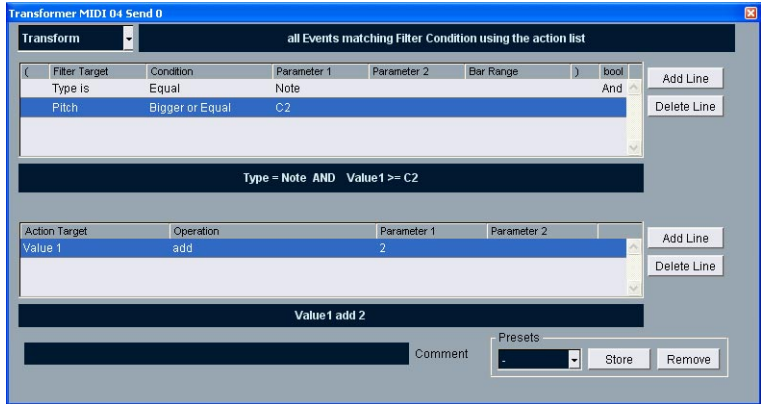 Transformer MIDI 04 Send 0
Transform
all Events matching Filter Condition using the action list
( Filter Target Condition Parameter 1 Parameter 2 Bar Range ) bool
Type is Equal Note And
Pitch Bigger or Equal C2
Add Line
Delete Line
Type = Note AND Value1 >= C2
Action Target Operation Parameter 1 Parameter 2
Value 1 add 2
Add Line
Delete Line
Value1 add 2
Comment
Presets
-
Store
Remove